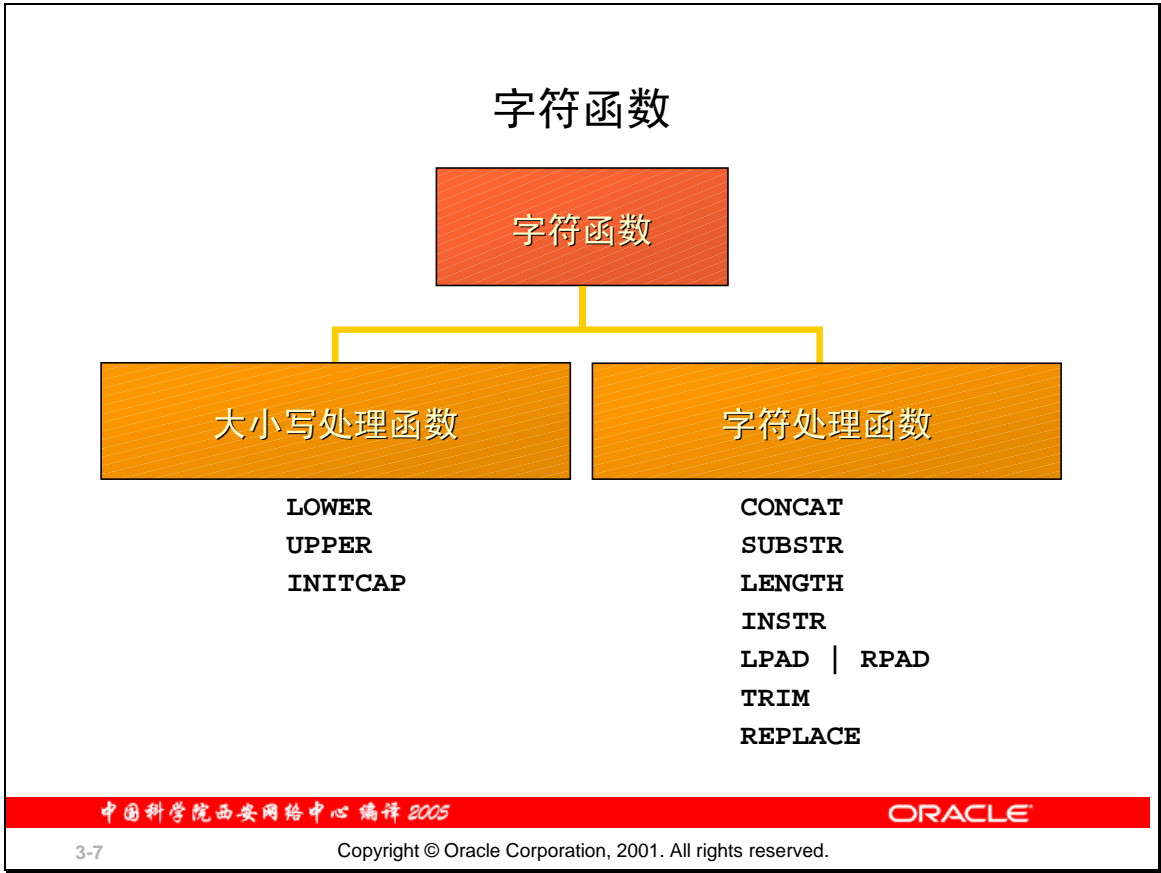 字符函数
字符函数
大小写处理函数
字符处理函数
LOWER
UPPER
INITCAP
CONCAT
SUBSTR
LENGTH
INSTR
LPAD | RPAD
TRIM
REPLACE
中国科学院西安网络中心 编译 2005
ORACLE
3-7
Copyright © Oracle Corporation, 2001. All rights reserved.